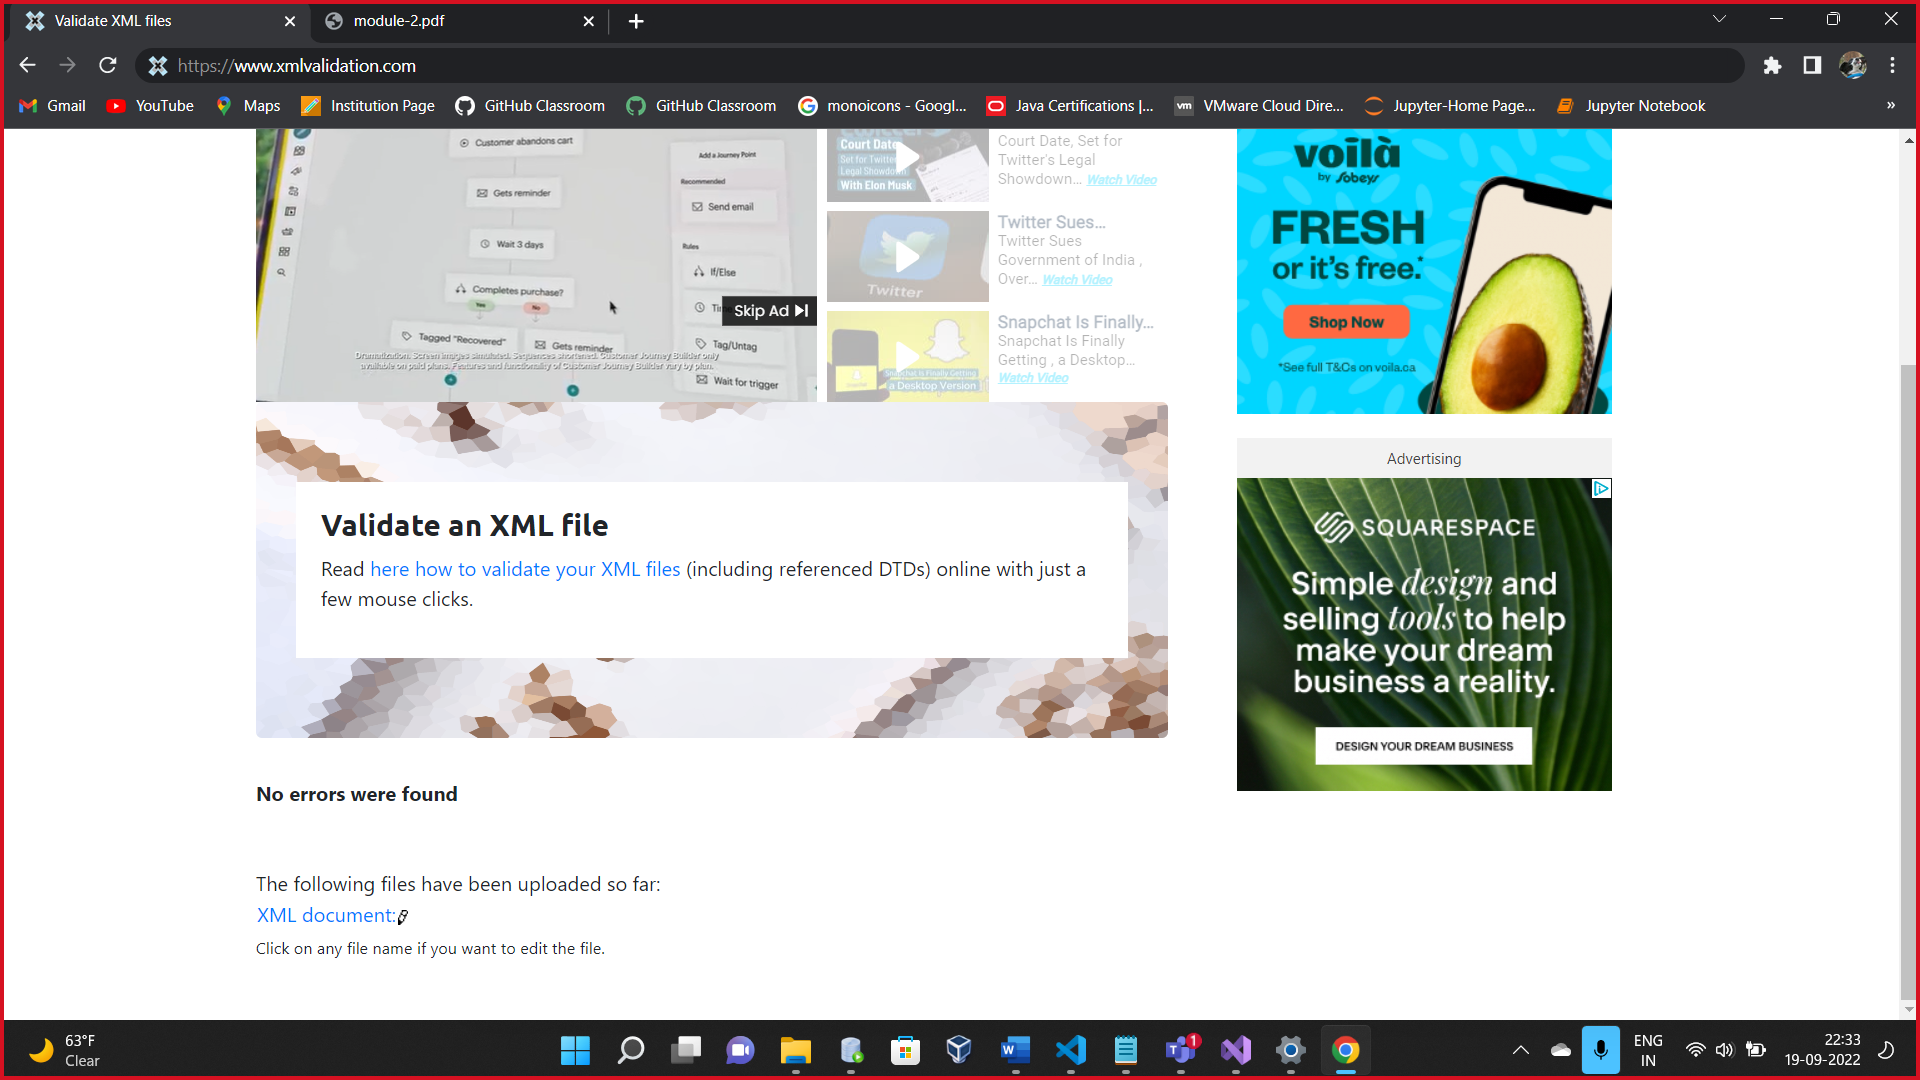 Validate XML files
module-2.pdf
https://www.xmlvalidation.com
Gmail
YouTube
Maps
Institution Page
GitHub Classroom
GitHub Classroom
monoicons - Googl...
Java Certifications |...
vm
VMware Cloud Dire...
Jupyter-Home Page...
Jupyter Notebook
»
Customer abandons cart
Gets reminder
Wait 3 days
Completes purchase?
Yes
No
Tagged "Recovered"
Gets reminder
Add a Journey Point
Recommended
Send email
Rules
If/Else
Skip Ad
Tag/Untag
Wait for trigger
Dramatization. Screen images simulated. Sequences shortened. Customer Journey Builder only
available on paid plans. Features and functionality of Customer Journey Builder vary by plan.
Court Date
Set for Twitter
Legal Showdown
With Elon Musk
Court Date, Set for
Twitter's Legal
Showdown... Watch Video
Twitter
Twitter Sues...
Twitter Sues
Government of India ,
Over... Watch Video
Snapchat Is Finally Getting
a Desktop Version
Snapchat Is Finally...
Snapchat Is Finally
Getting , a Desktop...
Watch Video
voilà
by Sobeys
FRESH
or it's free.*
Shop Now
*See full T&Cs on voila.ca
Advertising
SQUARESPACE
Simple design and
selling tools to help
make your dream
business a reality.
DESIGN YOUR DREAM BUSINESS
Validate an XML file
Read here how to validate your XML files (including referenced DTDs) online with just a
few mouse clicks.
No errors were found
The following files have been uploaded so far:
XML document:
Click on any file name if you want to edit the file.
63°F
Clear
1
ENG
IN
22:33
19-09-2022